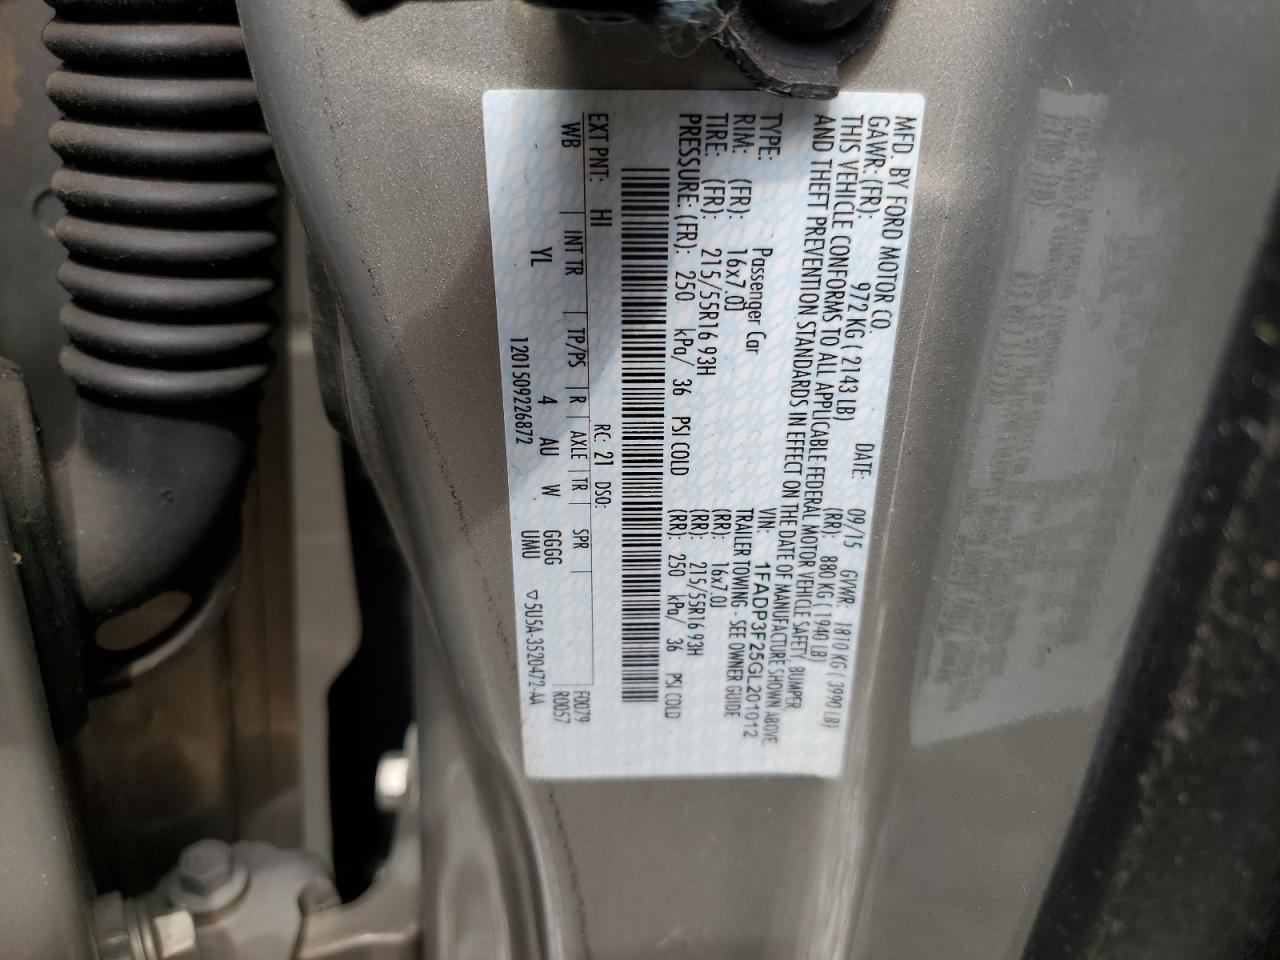 MFD. BY FORD MOTOR CO.
DATE: 09/15 GVWR: 1810 KG ( 3990 LB)
GAWR: (FR): 972 KG ( 2143 LB) (RR): 880 KG ( 1940 LB)
THIS VEHICLE CONFORMS TO ALL APPLICABLE FEDERAL MOTOR VEHICLE SAFETY, BUMPER,
AND THEFT PREVENTION STANDARDS IN EFFECT ON THE DATE OF MANUFACTURE SHOWN ABOVE.
VIN: 1FADP3F25GL201012
TYPE: Passenger Car TRAILER TOWING - SEE OWNER GUIDE
RIM: (FR): 16x7.0J (RR): 16x7.0J
TIRE: (FR): 215/55R16 93H (RR): 215/55R16 93H
PRESSURE: (FR): 250 kPa/ 36 PSI COLD (RR): 250 kPa/ 36 PSI COLD
EXT PNT: HI RC: 21 DSO: F0079
WB | INT TR | TP/PS | R | AXLE | TR | SPR | R0057
YL 4 AU W GGGG
UMU
1201509226872 ▽5U5A-3520472-AA